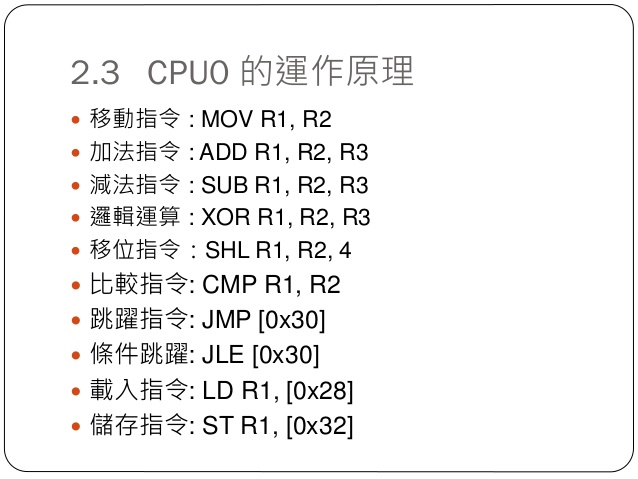 2.3 CPU0 的運作原理
移動指令 : MOV R1, R2
加法指令 : ADD R1, R2, R3
減法指令 : SUB R1, R2, R3
邏輯運算 : XOR R1, R2, R3
移位指令 : SHL R1, R2, 4
比較指令: CMP R1, R2
跳躍指令: JMP [0x30]
條件跳躍: JLE [0x30]
載入指令: LD R1, [0x28]
儲存指令: ST R1, [0x32]